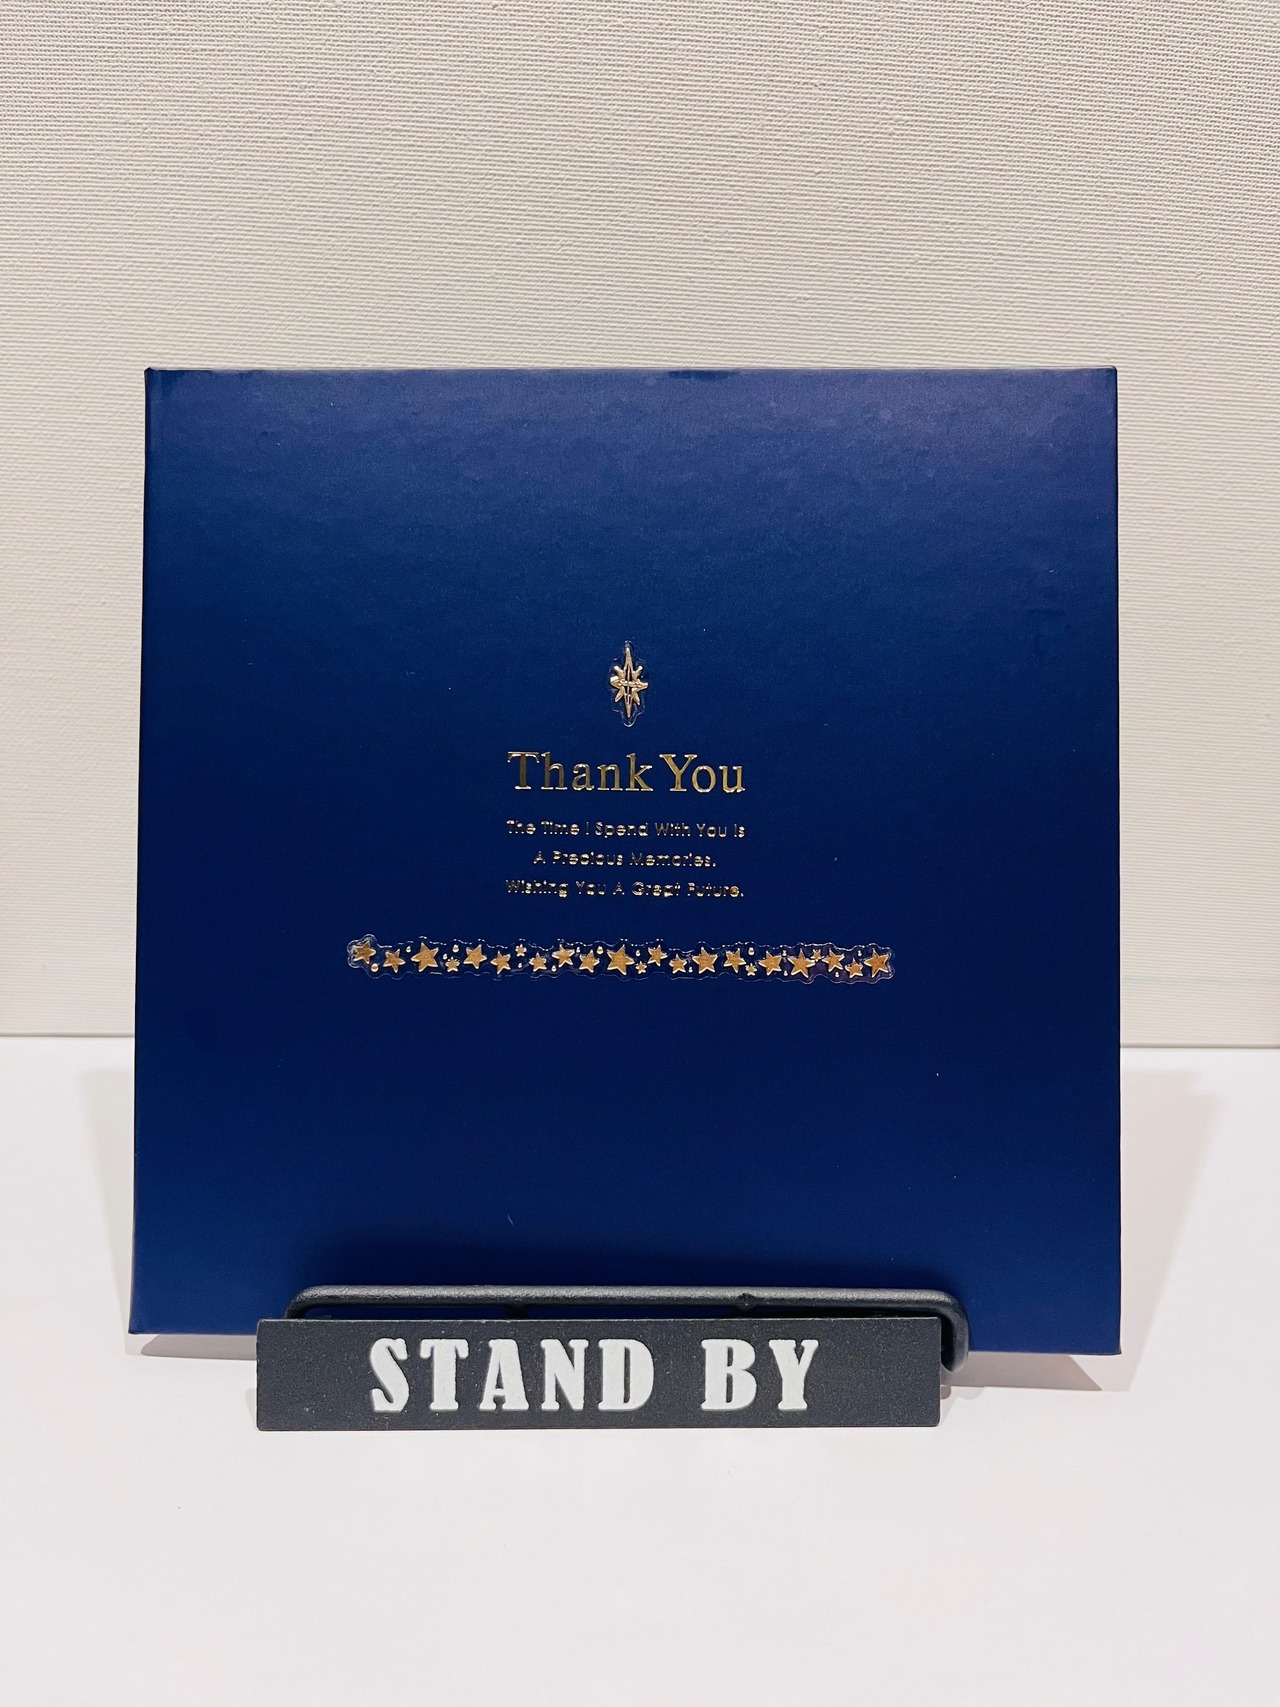 Thank You
The Time I Spend With You Is
A Precious Memories.
Wishing You A Great Future.
STAND BY